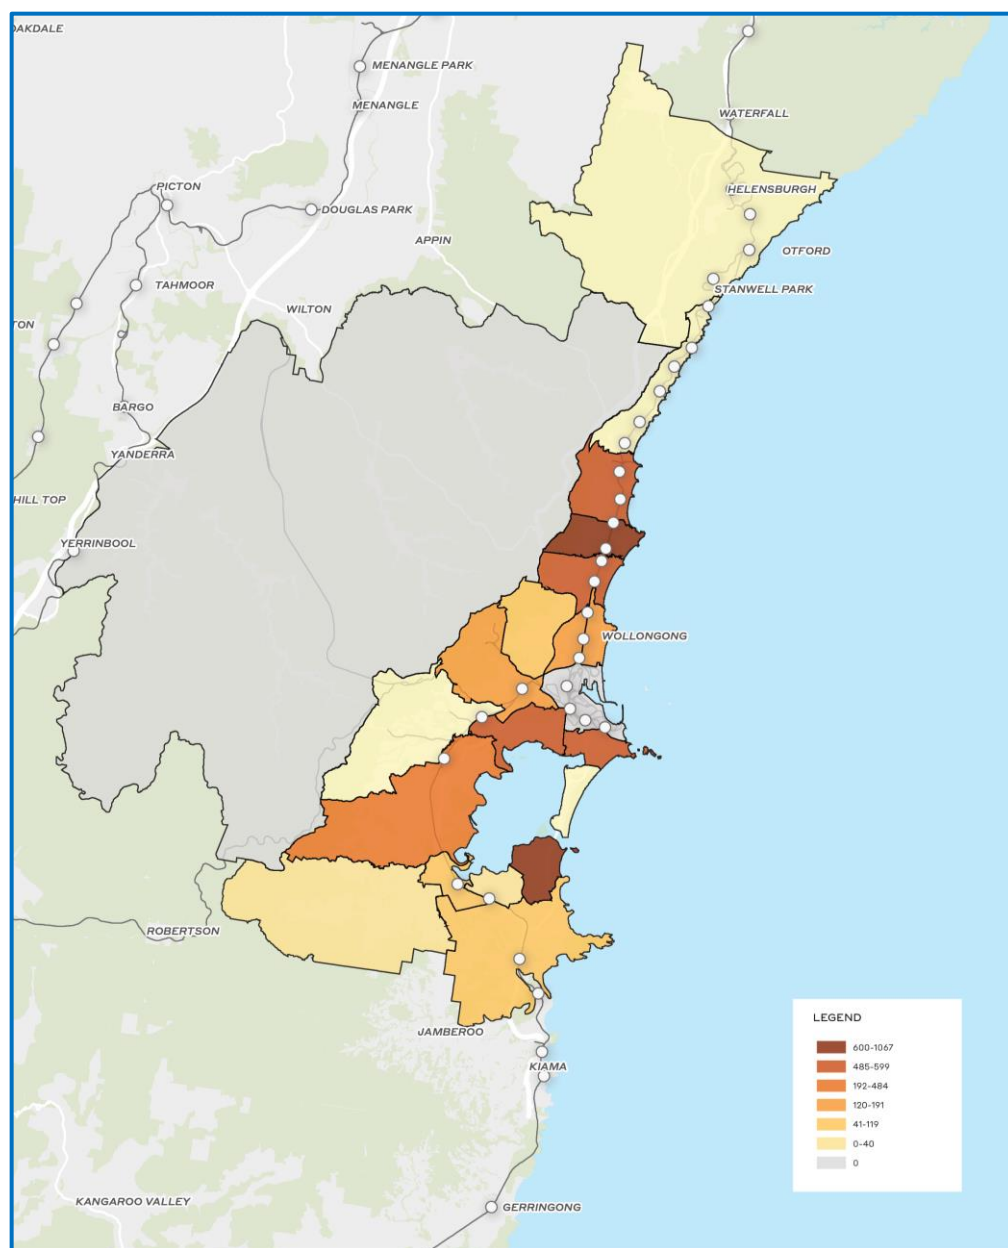 OAKDALE
MENANGLE PARK
MENANGLE
WATERFALL
PICTON
HELENSBURGH
DOUGLAS PARK
APPIN
OTFORD
TAHMOOR
STANWELL PARK
WILTON
TON
BARGO
YANDERRA
HILL TOP
YERRINBOOL
WOLLONGONG
ROBERTSON
LEGEND
600-1067
485-599
192-484
120-191
41-119
0-40
0
JAMBEROO
KIAMA
KANGAROO VALLEY
GERRINGONG